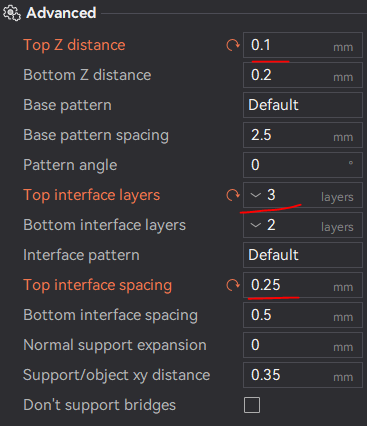 Advanced
Top Z distance 0.1 mm
Bottom Z distance 0.2 mm
Base pattern Default
Base pattern spacing 2.5 mm
Pattern angle 0 °
Top interface layers 3 layers
Bottom interface layers 2 layers
Interface pattern Default
Top interface spacing 0.25 mm
Bottom interface spacing 0.5 mm
Normal support expansion 0 mm
Support/object xy distance 0.35 mm
Don't support bridges